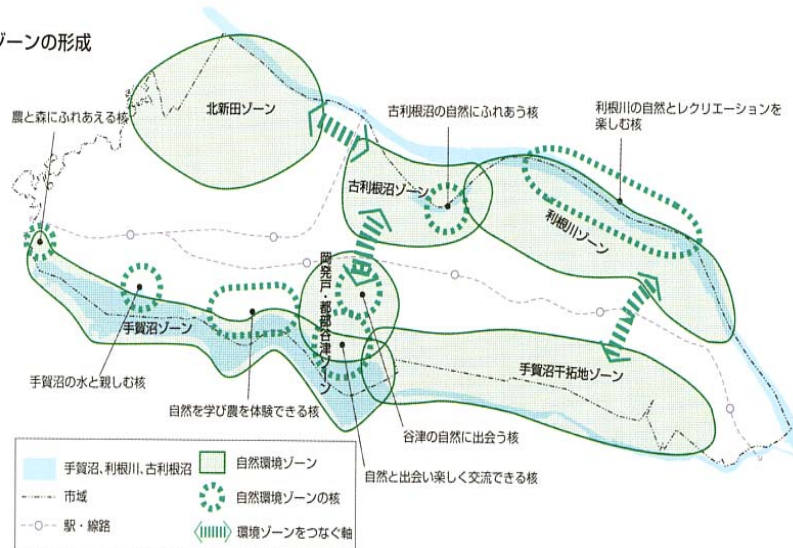 ゾーンの形成
農と森にふれあえる核
北新田ゾーン
古利根沼の自然にふれあう核
利根川の自然とレクリエーションを
楽しむ核
古利根沼ゾーン
利根川ゾーン
岡発戸・都部谷津ゾーン
手賀沼ゾーン
手賀沼干拓地ゾーン
手賀沼の水と親しむ核
自然を学び農を体験できる核
谷津の自然に出会う核
自然と出会い楽しく交流できる核
手賀沼、利根川、古利根沼
自然環境ゾーン
市域
自然環境ゾーンの核
駅・線路
環境ゾーンをつなぐ軸